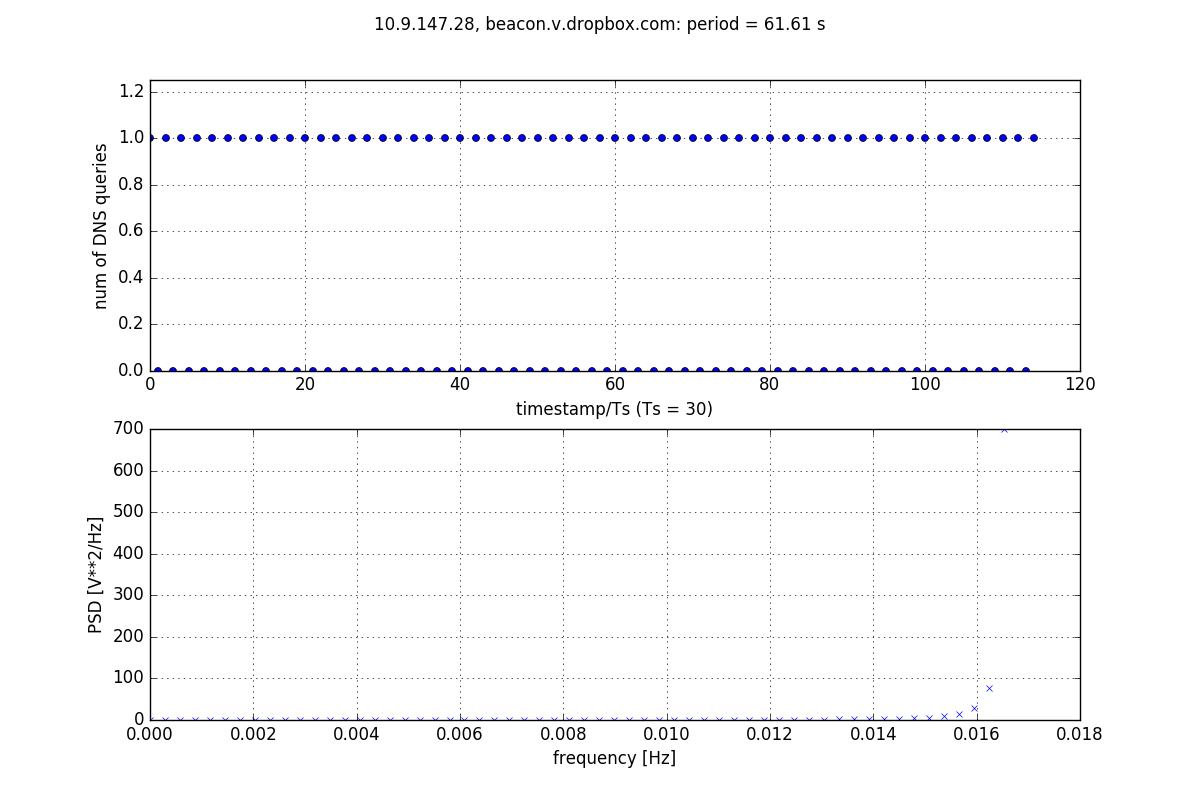 10.9.147.28, beacon.v.dropbox.com: period = 61.61 s
1.2
1.0
0.8
0.6
0.4
0.2
0.0
num of DNS queries
0 20 40 60 80 100 120
timestamp/Ts (Ts = 30)
700
600
500
400
300
200
100
0
PSD [V**2/Hz]
0.000 0.002 0.004 0.006 0.008 0.010 0.012 0.014 0.016 0.018
frequency [Hz]